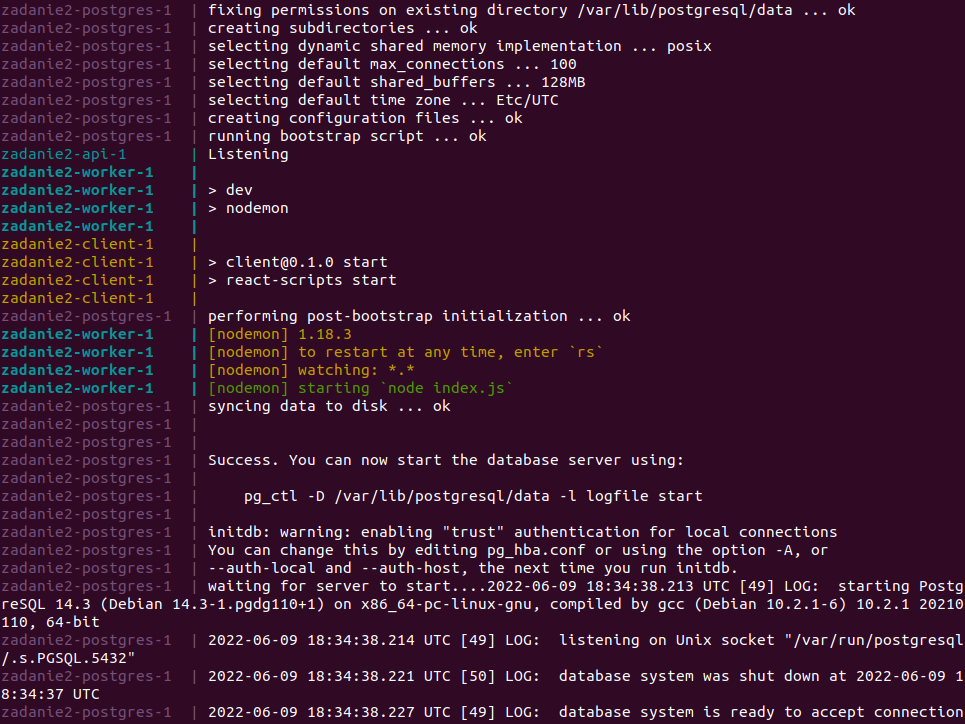 zadanie2-postgres-1  | fixing permissions on existing directory /var/lib/postgresql/data ... ok
zadanie2-postgres-1  | creating subdirectories ... ok
zadanie2-postgres-1  | selecting dynamic shared memory implementation ... posix
zadanie2-postgres-1  | selecting default max_connections ... 100
zadanie2-postgres-1  | selecting default shared_buffers ... 128MB
zadanie2-postgres-1  | selecting default time zone ... Etc/UTC
zadanie2-postgres-1  | creating configuration files ... ok
zadanie2-postgres-1  | running bootstrap script ... ok
zadanie2-api-1       | Listening
zadanie2-worker-1    |
zadanie2-worker-1    | > dev
zadanie2-worker-1    | > nodemon
zadanie2-worker-1    |
zadanie2-client-1    |
zadanie2-client-1    | > client@0.1.0 start
zadanie2-client-1    | > react-scripts start
zadanie2-client-1    |
zadanie2-postgres-1  | performing post-bootstrap initialization ... ok
zadanie2-worker-1    | [nodemon] 1.18.3
zadanie2-worker-1    | [nodemon] to restart at any time, enter `rs`
zadanie2-worker-1    | [nodemon] watching: *.*
zadanie2-worker-1    | [nodemon] starting `node index.js`
zadanie2-postgres-1  | syncing data to disk ... ok
zadanie2-postgres-1  |
zadanie2-postgres-1  |
zadanie2-postgres-1  | Success. You can now start the database server using:
zadanie2-postgres-1  |
zadanie2-postgres-1  |     pg_ctl -D /var/lib/postgresql/data -l logfile start
zadanie2-postgres-1  |
zadanie2-postgres-1  | initdb: warning: enabling "trust" authentication for local connections
zadanie2-postgres-1  | You can change this by editing pg_hba.conf or using the option -A, or
zadanie2-postgres-1  | --auth-local and --auth-host, the next time you run initdb.
zadanie2-postgres-1  | waiting for server to start....2022-06-09 18:34:38.213 UTC [49] LOG:  starting Postg
reSQL 14.3 (Debian 14.3-1.pgdg110+1) on x86_64-pc-linux-gnu, compiled by gcc (Debian 10.2.1-6) 10.2.1 20210
110, 64-bit
zadanie2-postgres-1  | 2022-06-09 18:34:38.214 UTC [49] LOG:  listening on Unix socket "/var/run/postgresql
/.s.PGSQL.5432"
zadanie2-postgres-1  | 2022-06-09 18:34:38.221 UTC [50] LOG:  database system was shut down at 2022-06-09 1
8:34:37 UTC
zadanie2-postgres-1  | 2022-06-09 18:34:38.227 UTC [49] LOG:  database system is ready to accept connection